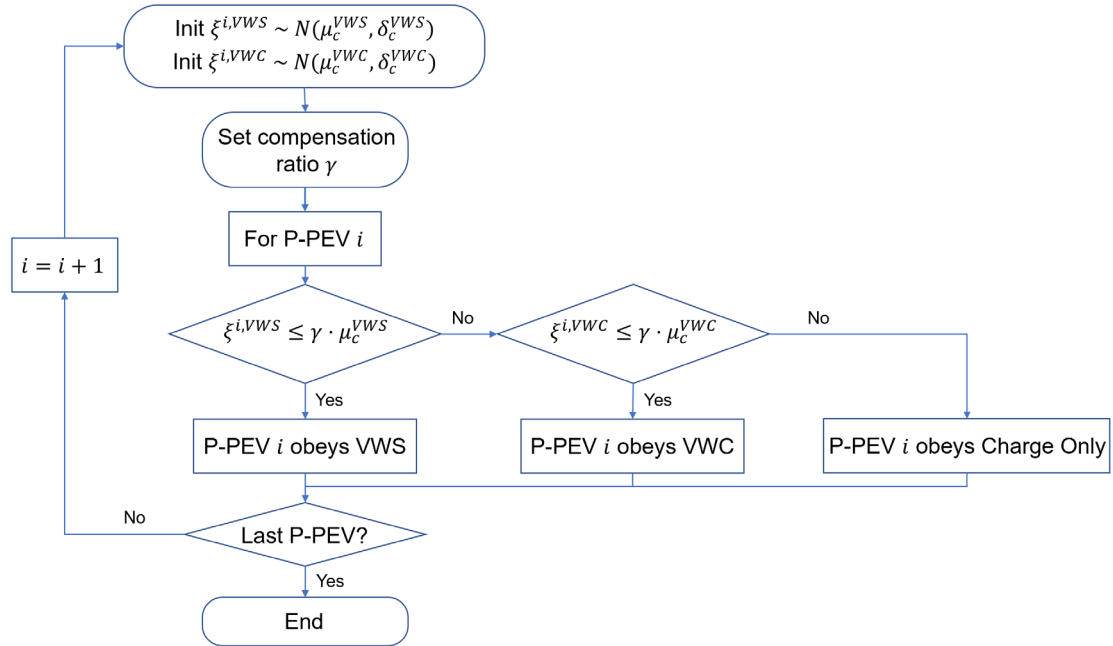 Init ξ^{i,VWS} ~ N(μ_c^{VWS}, δ_c^{VWS})
Init ξ^{i,VWC} ~ N(μ_c^{VWC}, δ_c^{VWC})
Set compensation
ratio γ
For P-PEV i
i = i + 1
ξ^{i,VWS} ≤ γ · μ_c^{VWS}
No
ξ^{i,VWC} ≤ γ · μ_c^{VWC}
No
Yes
Yes
P-PEV i obeys VWS
P-PEV i obeys VWC
P-PEV i obeys Charge Only
No
Last P-PEV?
Yes
End